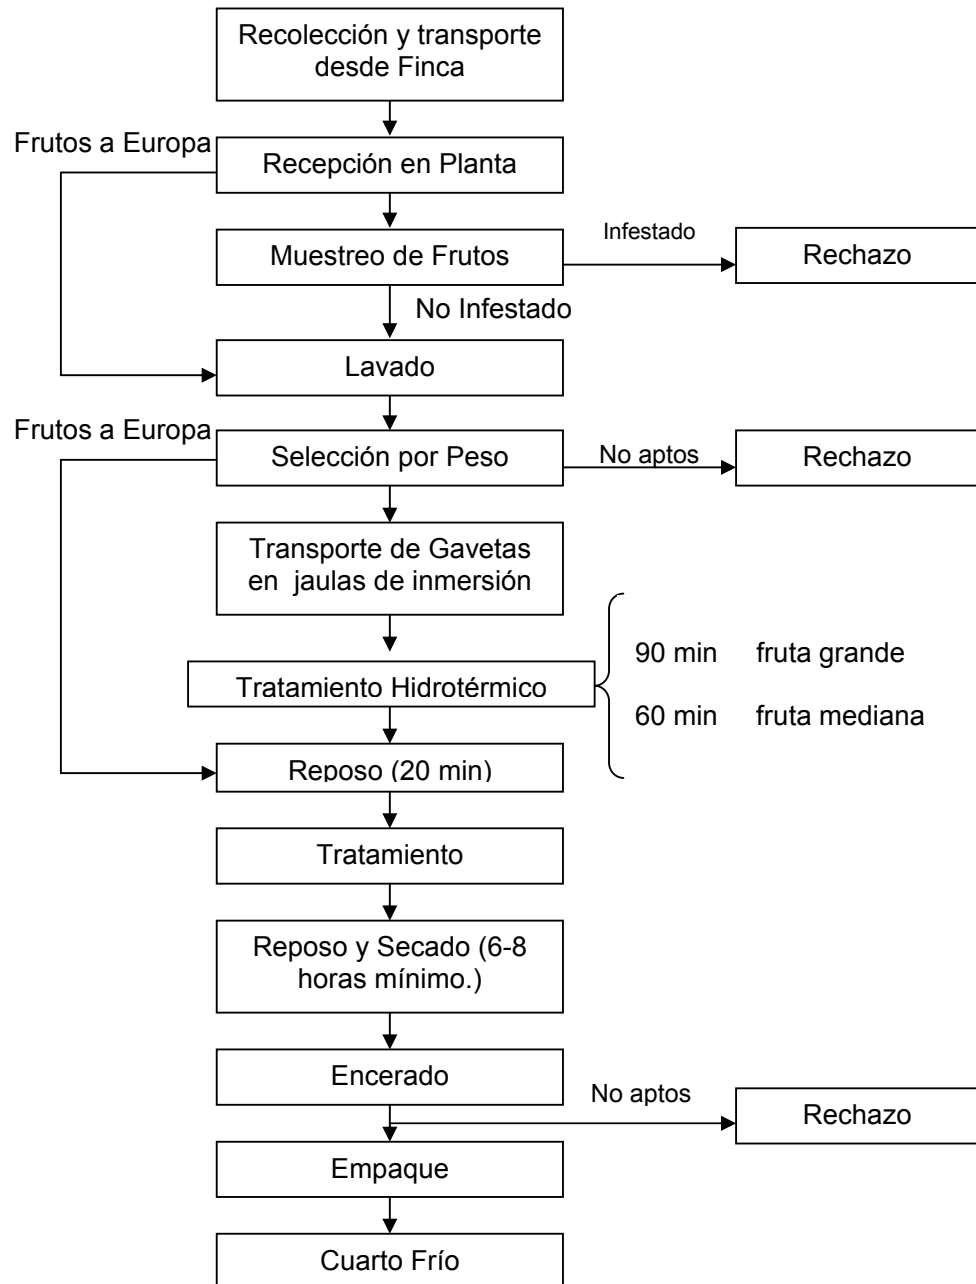 Recolección y transporte
desde Finca
Frutos a Europa
Recepción en Planta
Muestreo de Frutos
Infestado
Rechazo
No Infestado
Lavado
Frutos a Europa
Selección por Peso
No aptos
Rechazo
Transporte de Gavetas
en jaulas de inmersión
Tratamiento Hidrotérmico
90 min fruta grande
60 min fruta mediana
Reposo (20 min)
Tratamiento
Reposo y Secado (6-8
horas mínimo.)
Encerado
No aptos
Rechazo
Empaque
Cuarto Frío